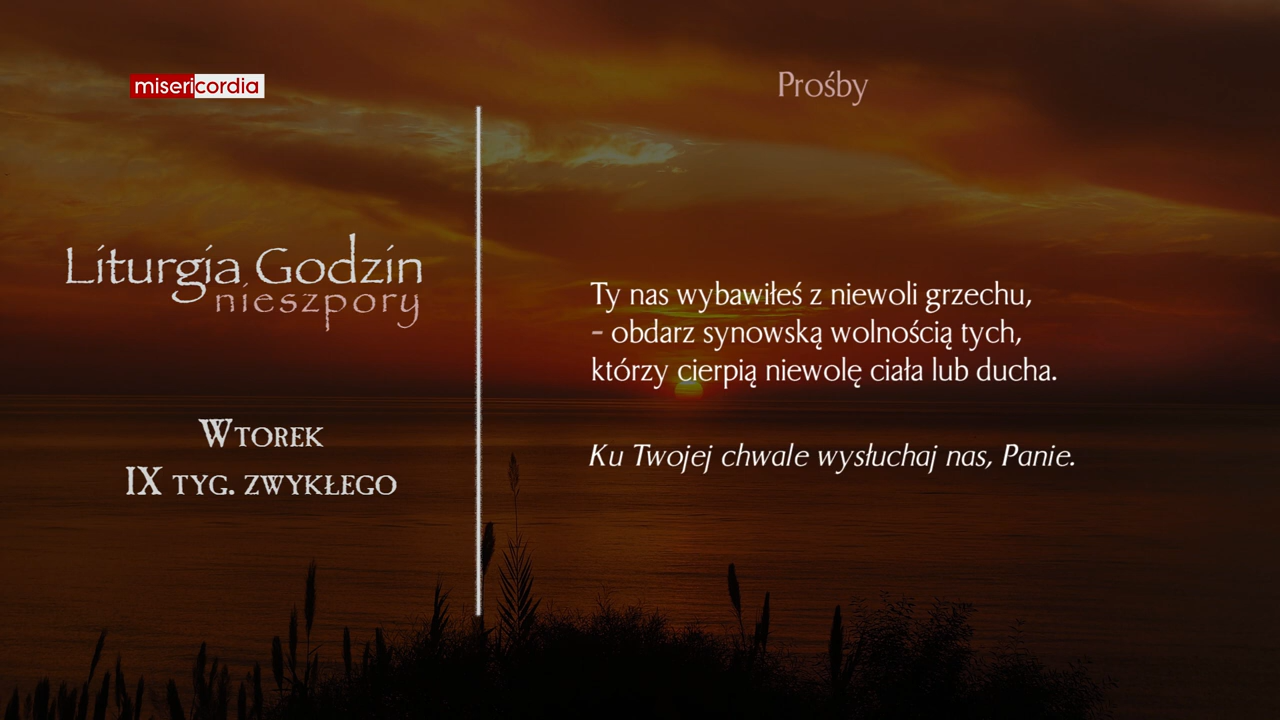 misericordia
Prośby
Liturgia Godzin
nieszpory
Ty nas wybawiłeś z niewoli grzechu,
- obdarz synowską wolnością tych,
którzy cierpią niewolę ciała lub ducha.
Wtorek
IX tyg. zwykłego
Ku Twojej chwale wysłuchaj nas, Panie.